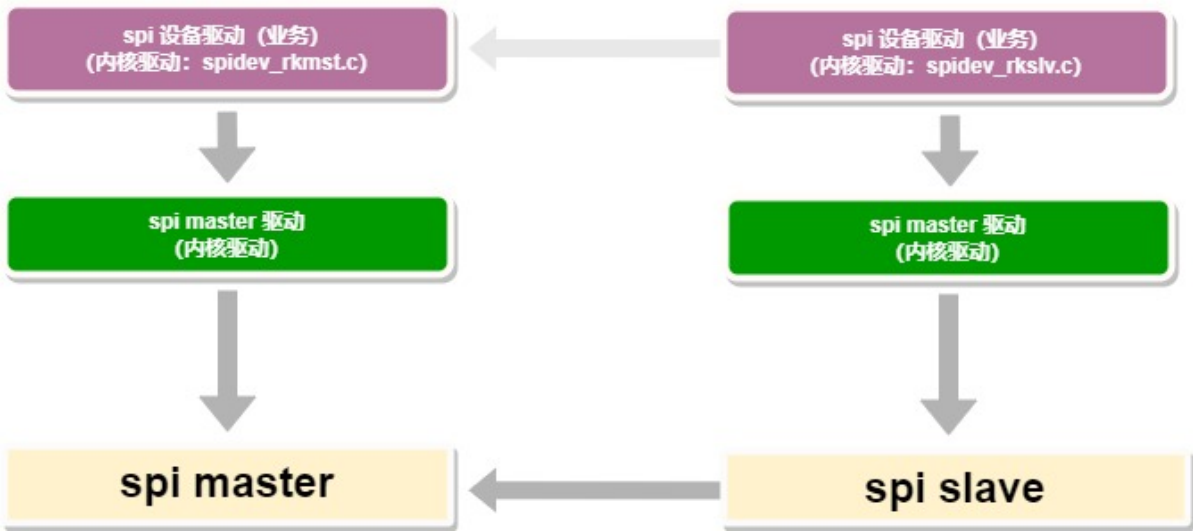 spi 设备驱动（业务）
(内核驱动：spidev_rkmst.c)
spi 设备驱动（业务）
(内核驱动：spidev_rkslv.c)
spi master 驱动
(内核驱动)
spi master 驱动
(内核驱动)
spi master
spi slave